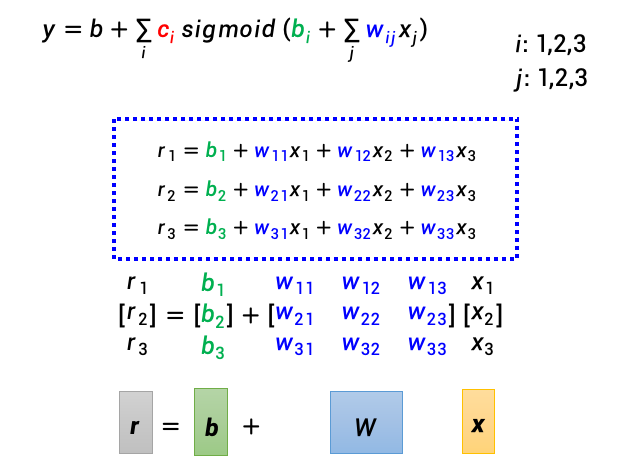 y = b + ∑ᵢ cᵢ sigmoid (bᵢ + ∑ⱼ wᵢⱼxⱼ)
i: 1,2,3
j: 1,2,3
r₁ = b₁ + w₁₁x₁ + w₁₂x₂ + w₁₃x₃
r₂ = b₂ + w₂₁x₁ + w₂₂x₂ + w₂₃x₃
r₃ = b₃ + w₃₁x₁ + w₃₂x₂ + w₃₃x₃
r₁ b₁ w₁₁ w₁₂ w₁₃ x₁
[r₂] = [b₂] + [w₂₁ w₂₂ w₂₃] [x₂]
r₃ b₃ w₃₁ w₃₂ w₃₃ x₃
r = b + W x